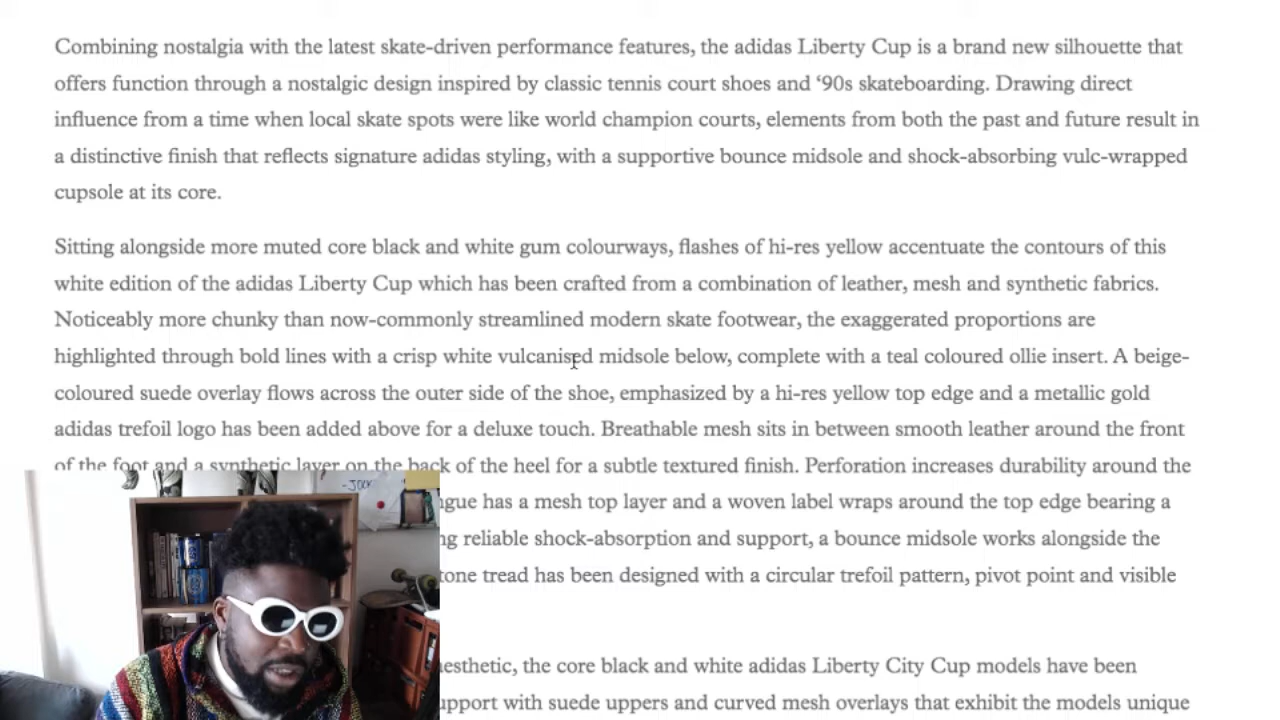 Combining nostalgia with the latest skate-driven performance features, the adidas Liberty Cup is a brand new silhouette that
offers function through a nostalgic design inspired by classic tennis court shoes and ‘90s skateboarding. Drawing direct
influence from a time when local skate spots were like world champion courts, elements from both the past and future result in
a distinctive finish that reflects signature adidas styling, with a supportive bounce midsole and shock-absorbing vulc-wrapped
cupsole at its core.
Sitting alongside more muted core black and white gum colourways, flashes of hi-res yellow accentuate the contours of this
white edition of the adidas Liberty Cup which has been crafted from a combination of leather, mesh and synthetic fabrics.
Noticeably more chunky than now-commonly streamlined modern skate footwear, the exaggerated proportions are
highlighted through bold lines with a crisp white vulcanised midsole below, complete with a teal coloured ollie insert. A beige-
coloured suede overlay flows across the outer side of the shoe, emphasized by a hi-res yellow top edge and a metallic gold
adidas trefoil logo has been added above for a deluxe touch. Breathable mesh sits in between smooth leather around the front
of the foot and a synthetic layer on the back of the heel for a subtle textured finish. Perforation increases durability around the
has a mesh top layer and a woven label wraps around the top edge bearing a
reliable shock-absorption and support, a bounce midsole works alongside the
tread has been designed with a circular trefoil pattern, pivot point and visible
the core black and white adidas Liberty City Cup models have been
with suede uppers and curved mesh overlays that exhibit the models unique